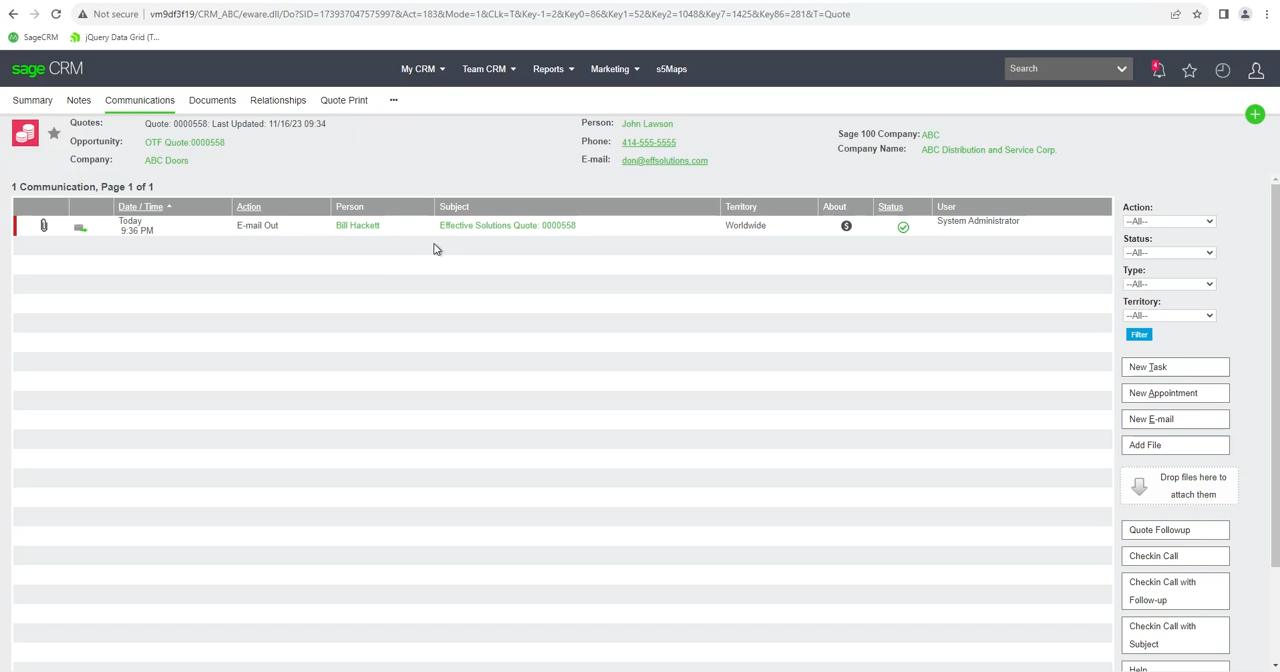 Not secure | vm9df3f19/CRM_ABC/eware.dll/Do?SID=173937047575997&Act=183&Mode=1&CLk=T&Key-1=2&Key0=86&Key1=52&Key2=1048&Key7=1425&Key86=281&T=Quote
SageCRM jQuery Data Grid (T...
sage CRM My CRM Team CRM Reports Marketing s5Maps Search 4
Summary Notes Communications Documents Relationships Quote Print •••
Quotes: Quote: 0000558: Last Updated: 11/16/23 09:34
Opportunity: OTF Quote:0000558
Company: ABC Doors
Person: John Lawson
Phone: 414-555-5555
E-mail: don@effsolutions.com
Sage 100 Company: ABC
Company Name: ABC Distribution and Service Corp.
1 Communication, Page 1 of 1
Date / Time Action Person Subject Territory About Status User
Today E-mail Out Bill Hackett Effective Solutions Quote: 0000558 Worldwide S System Administrator
9:36 PM
Action:
--All--
Status:
--All--
Type:
--All--
Territory:
--All--
Filter
New Task
New Appointment
New E-mail
Add File
Drop files here to
attach them
Quote Followup
Checkin Call
Checkin Call with
Follow-up
Checkin Call with
Subject
Help